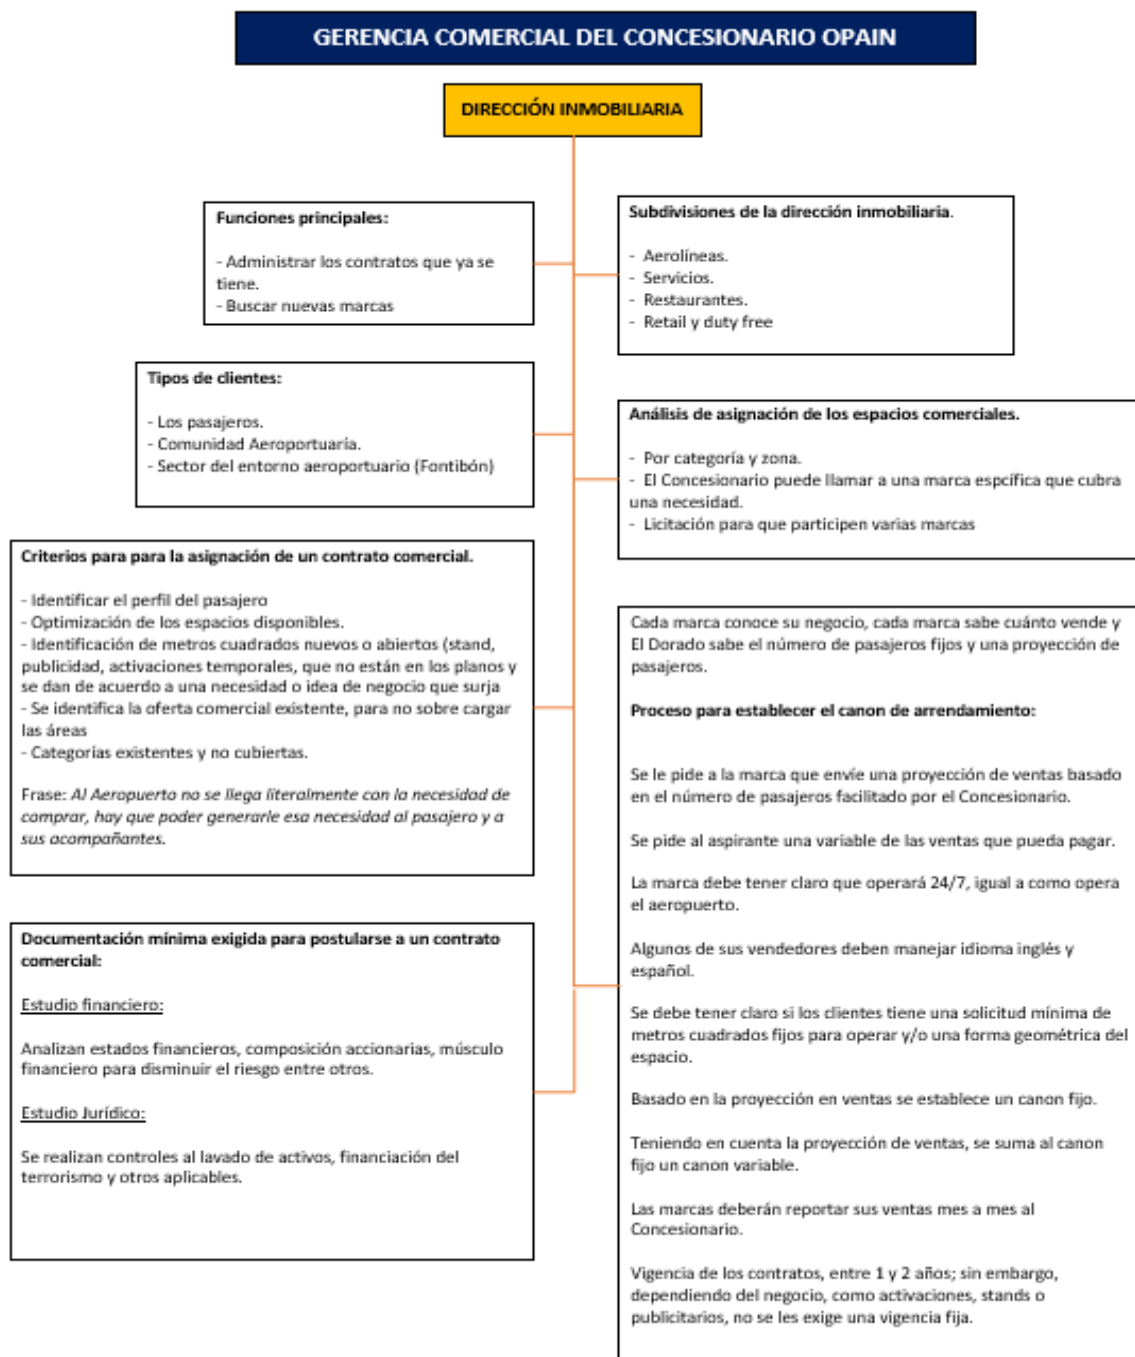 GERENCIA COMERCIAL DEL CONCESIONARIO OPAIN
DIRECCIÓN INMOBILIARIA
Funciones principales:
- Administrar los contratos que ya se
tiene.
- Buscar nuevas marcas
Subdivisiones de la dirección inmobiliaria.
- Aerolíneas.
- Servicios.
- Restaurantes.
- Retail y duty free
Tipos de clientes:
- Los pasajeros.
- Comunidad Aeroportuaria.
- Sector del entorno aeroportuario (Fontibón)
Análisis de asignación de los espacios comerciales.
- Por categoría y zona.
- El Concesionario puede llamar a una marca espcífica que cubra
una necesidad.
- Licitación para que participen varias marcas
Criterios para para la asignación de un contrato comercial.
- Identificar el perfil del pasajero
- Optimización de los espacios disponibles.
- Identificación de metros cuadrados nuevos o abiertos (stand,
publicidad, activaciones temporales, que no están en los planos y
se dan de acuerdo a una necesidad o idea de negocio que surja
- Se identifica la oferta comercial existente, para no sobre cargar
las áreas
- Categorías existentes y no cubiertas.
Frase: Al Aeropuerto no se llega literalmente con la necesidad de
comprar, hay que poder generarle esa necesidad al pasajero y a
sus acompañantes.
Documentación mínima exigida para postularse a un contrato
comercial:
Estudio financiero:
Analizan estados financieros, composición accionarias, músculo
financiero para disminuir el riesgo entre otros.
Estudio Jurídico:
Se realizan controles al lavado de activos, financiación del
terrorismo y otros aplicables.
Cada marca conoce su negocio, cada marca sabe cuánto vende y
El Dorado sabe el número de pasajeros fijos y una proyección de
pasajeros.
Proceso para establecer el canon de arrendamiento:
Se le pide a la marca que envíe una proyección de ventas basado
en el número de pasajeros facilitado por el Concesionario.
Se pide al aspirante una variable de las ventas que pueda pagar.
La marca debe tener claro que operará 24/7, igual a como opera
el aeropuerto.
Algunos de sus vendedores deben manejar idioma inglés y
español.
Se debe tener claro si los clientes tiene una solicitud mínima de
metros cuadrados fijos para operar y/o una forma geométrica del
espacio.
Basado en la proyección en ventas se establece un canon fijo.
Teniendo en cuenta la proyección de ventas, se suma al canon
fijo un canon variable.
Las marcas deberán reportar sus ventas mes a mes al
Concesionario.
Vigencia de los contratos, entre 1 y 2 años; sin embargo,
dependiendo del negocio, como activaciones, stands o
publicitarios, no se les exige una vigencia fija.